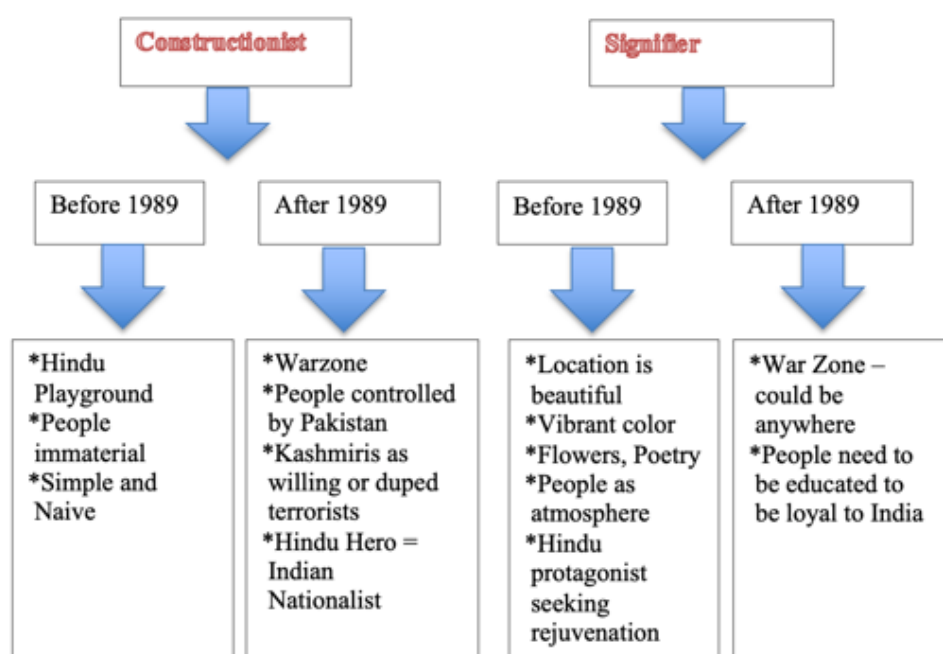 Constructionist
Signifier
Before 1989
After 1989
Before 1989
After 1989
*Hindu
Playground
*People
immaterial
*Simple and
Naive
*Warzone
*People controlled
by Pakistan
*Kashmiris as
willing or duped
terrorists
*Hindu Hero =
Indian
Nationalist
*Location is
beautiful
*Vibrant color
*Flowers, Poetry
*People as
atmosphere
*Hindu
protagonist
seeking
rejuvenation
*War Zone –
could be
anywhere
*People need to
be educated to
be loyal to India